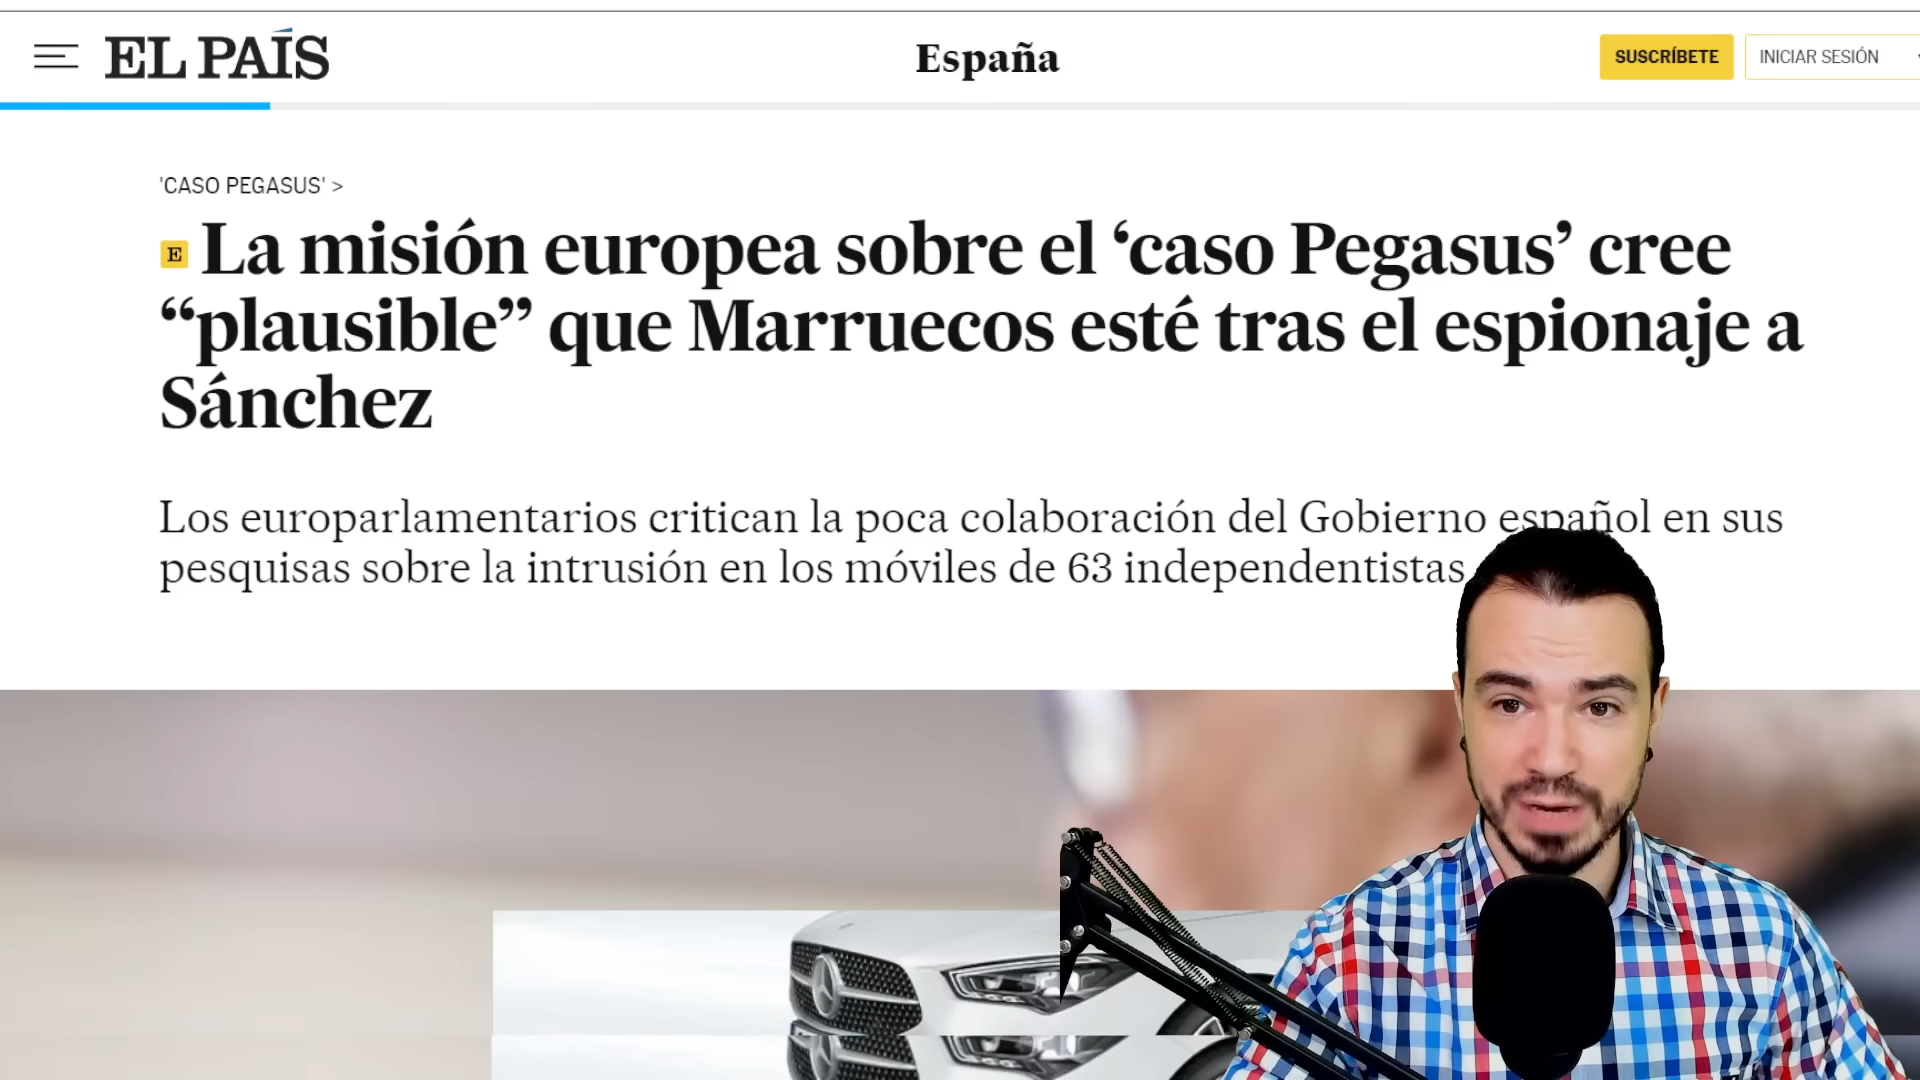 EL PAÍS
España
SUSCRÍBETE
INICIAR SESIÓN
'CASO PEGASUS' >
E La misión europea sobre el ‘caso Pegasus’ cree
“plausible” que Marruecos esté tras el espionaje a
Sánchez
Los europarlamentarios critican la poca colaboración del Gobierno español en sus
pesquisas sobre la intrusión en los móviles de 63 independentistas